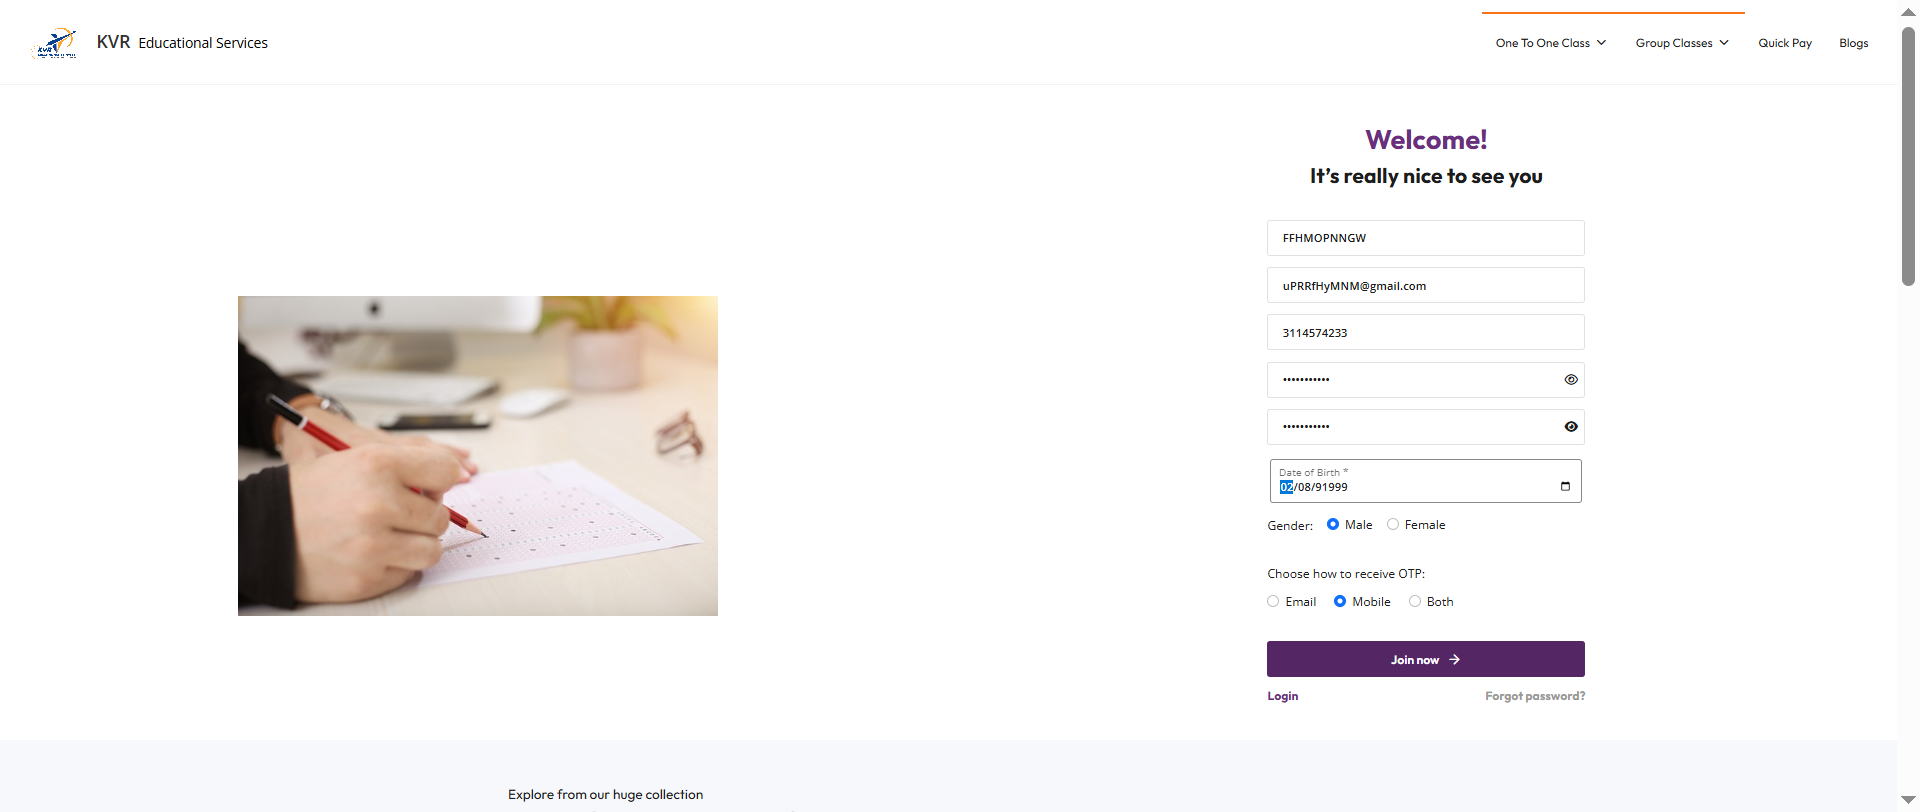 KVR Educational Services
One To One Class
Group Classes
Quick Pay
Blogs
Welcome!
It's really nice to see you
FFHMOPNNGW
uPRRfHyMNM@gmail.com
3114574233
•••••••••••
•••••••••••
Date of Birth *
02/08/91999
Gender: Male Female
Choose how to receive OTP:
Email Mobile Both
Join now
Login
Forgot password?
Explore from our huge collection